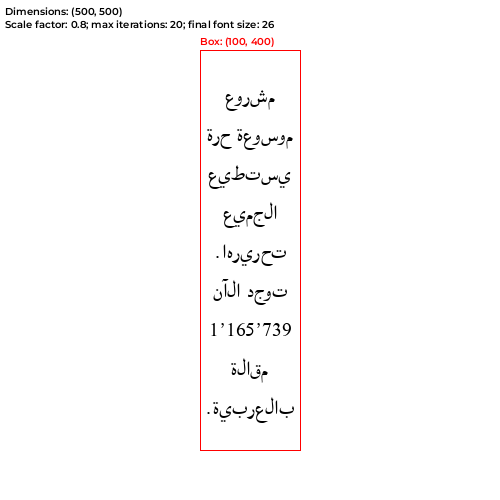 Dimensions: (500, 500)
Scale factor: 0.8; max iterations: 20; final font size: 26
Box: (100, 400)
مشروع
موسوعة حرة
يستطيع
الجميع
تحريرها.
توجد الآن
1’165’739
مقالة
بالعربية.